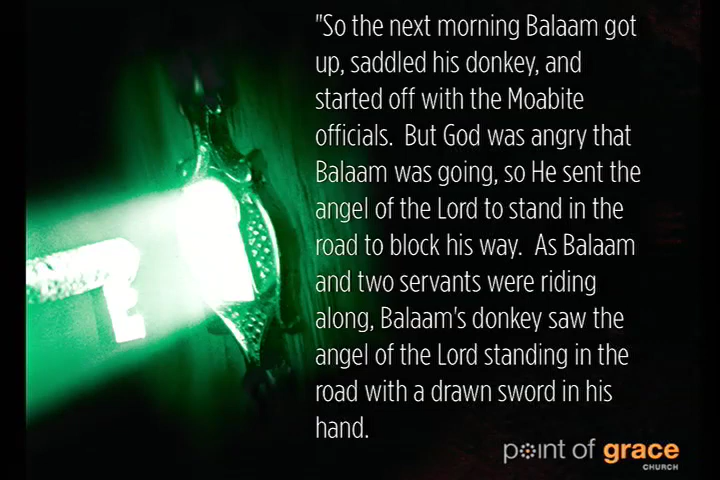 "So the next morning Balaam got
up, saddled his donkey, and
started off with the Moabite
officials.  But God was angry that
Balaam was going, so He sent the
angel of the Lord to stand in the
road to block his way.  As Balaam
and two servants were riding
along, Balaam's donkey saw the
angel of the Lord standing in the
road with a drawn sword in his
hand.
point of grace
CHURCH